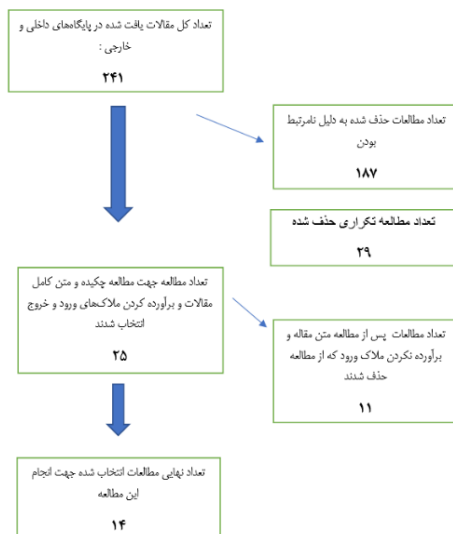 تعداد کل مقالات یافت شده در پایگاه‌های داخلی و
خارجی :
۲۴۱
تعداد مطالعات حذف شده به دلیل نامرتبط
بودن
۱۸۷
تعداد مطالعه تکراری حذف شده
۲۹
تعداد مطالعه جهت مطالعه چکیده و متن کامل
مقالات و برآورده کردن ملاک‌های ورود و خروج
انتخاب شدند
۲۵
تعداد مطالعات پس از مطالعه متن مقاله و
برآورده نکردن ملاک ورود که از مطالعه
حذف شدند
۱۱
تعداد نهایی مطالعات انتخاب شده جهت انجام
این مطالعه
۱۴